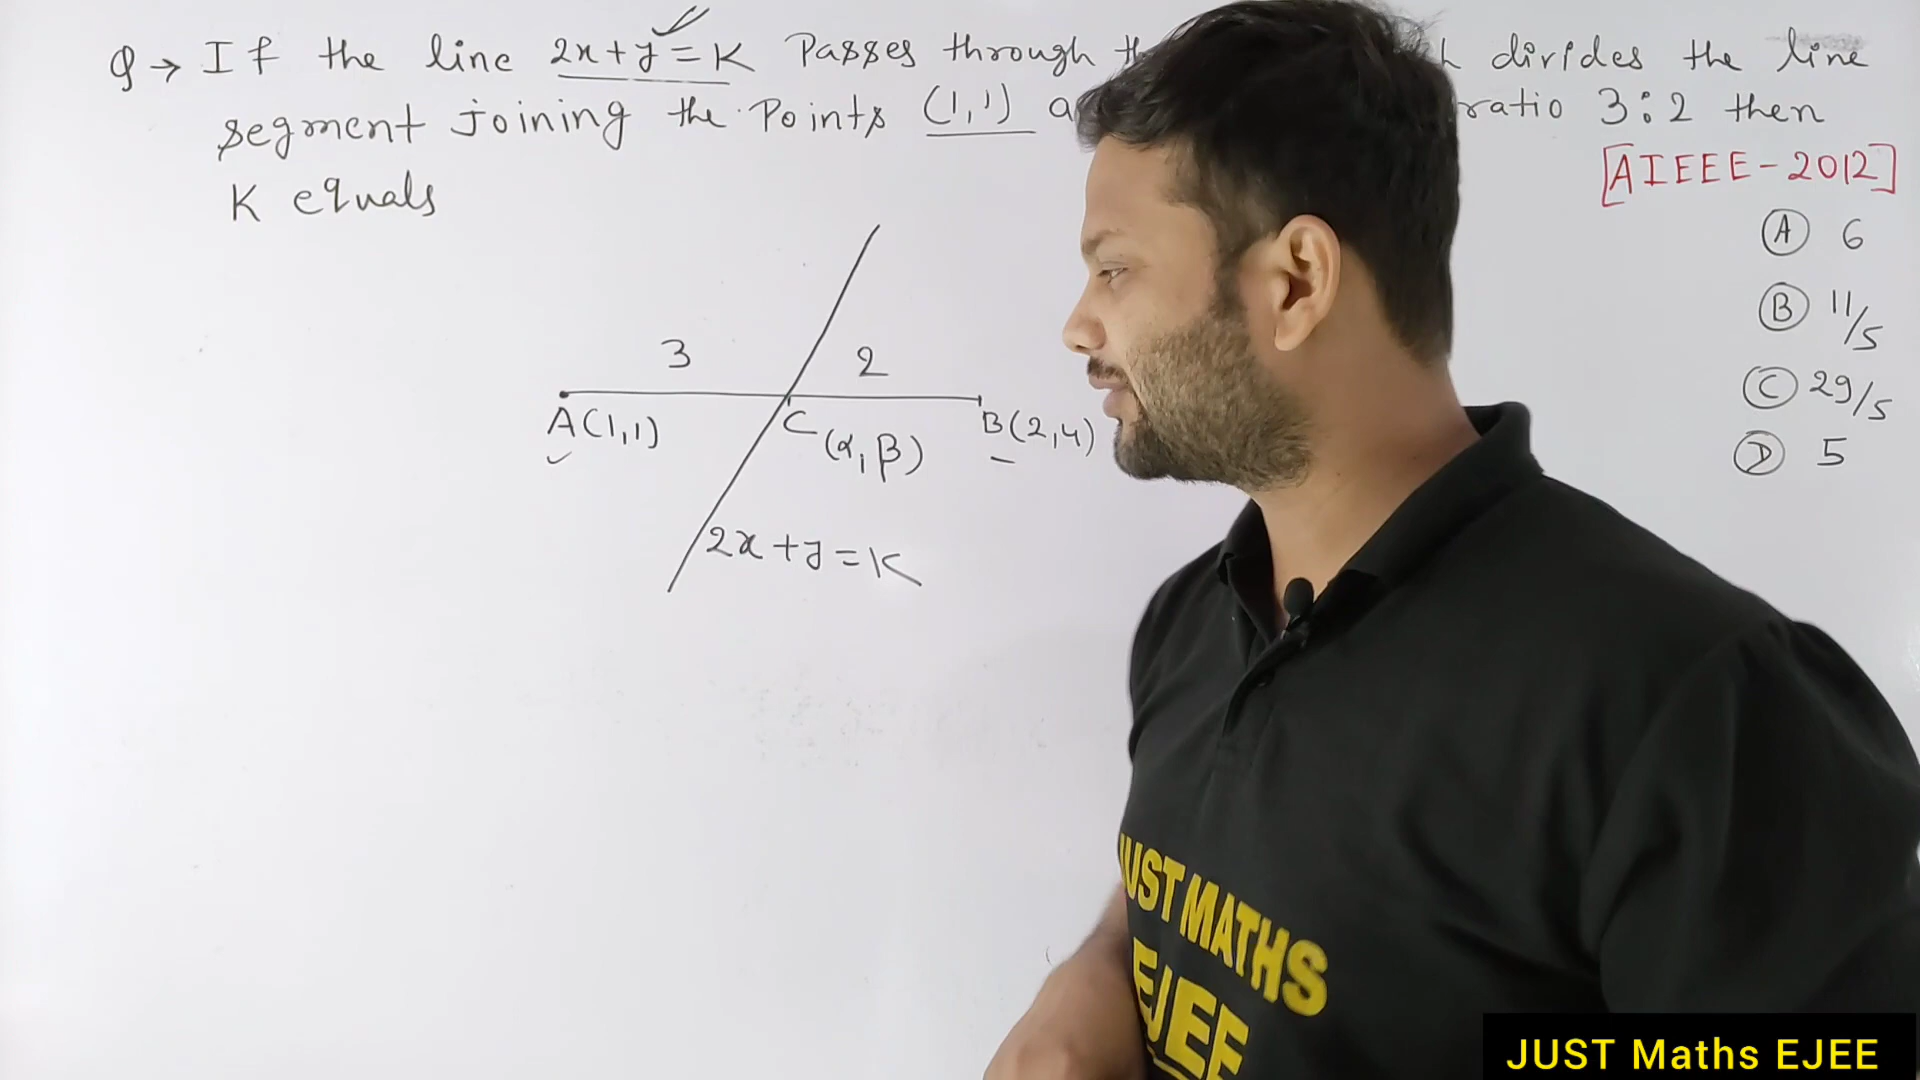 Q → If the line 2x+y=K Passes through divides the line
segment joining the Points (1,1) ratio 3:2 then
K equals
[AIEEE-2012]
(A) 6
(B) 11/5
(C) 29/5
(D) 5
3 2
A(1,1) C (α,β) B(2,4)
2x+y=K
JUST MATHS
EJEE
JUST Maths EJEE